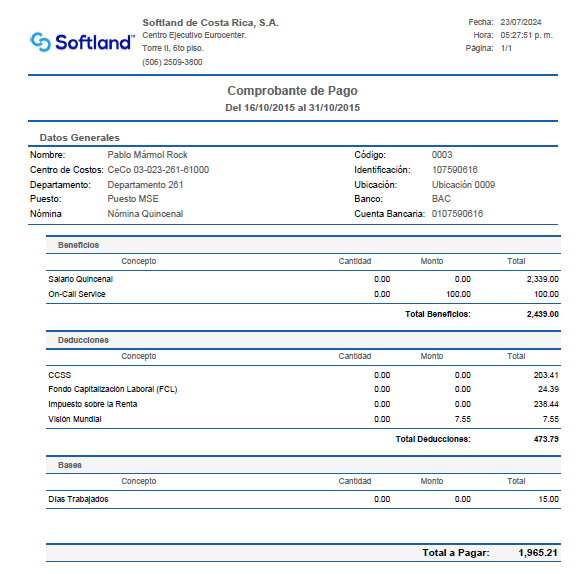 Softland
Softland de Costa Rica, S.A.
Centro Ejecutivo Eurocenter.
Torre II, 6to piso.
(506) 2509-3800
Fecha: 23/07/2024
Hora: 05:27:51 p. m.
Página: 1/1
Comprobante de Pago
Del 16/10/2015 al 31/10/2015
Datos Generales
Nombre: Pablo Mármol Rock Código: 0003
Centro de Costos: CeCo 03-023-261-61000 Identificación: 107590616
Departamento: Departamento 261 Ubicación: Ubicación 0009
Puesto: Puesto MSE Banco: BAC
Nómina Nómina Quincenal Cuenta Bancaria: 0107590616
Beneficios
Concepto Cantidad Monto Total
Salario Quincenal 0.00 0.00 2,339.00
On-Call Service 0.00 100.00 100.00
Total Beneficios: 2,439.00
Deducciones
Concepto Cantidad Monto Total
CCSS 0.00 0.00 203.41
Fondo Capitalización Laboral (FCL) 0.00 0.00 24.39
Impuesto sobre la Renta 0.00 0.00 238.44
Visión Mundial 0.00 7.55 7.55
Total Deducciones: 473.79
Bases
Concepto Cantidad Monto Total
Días Trabajados 0.00 0.00 15.00
Total a Pagar: 1,965.21